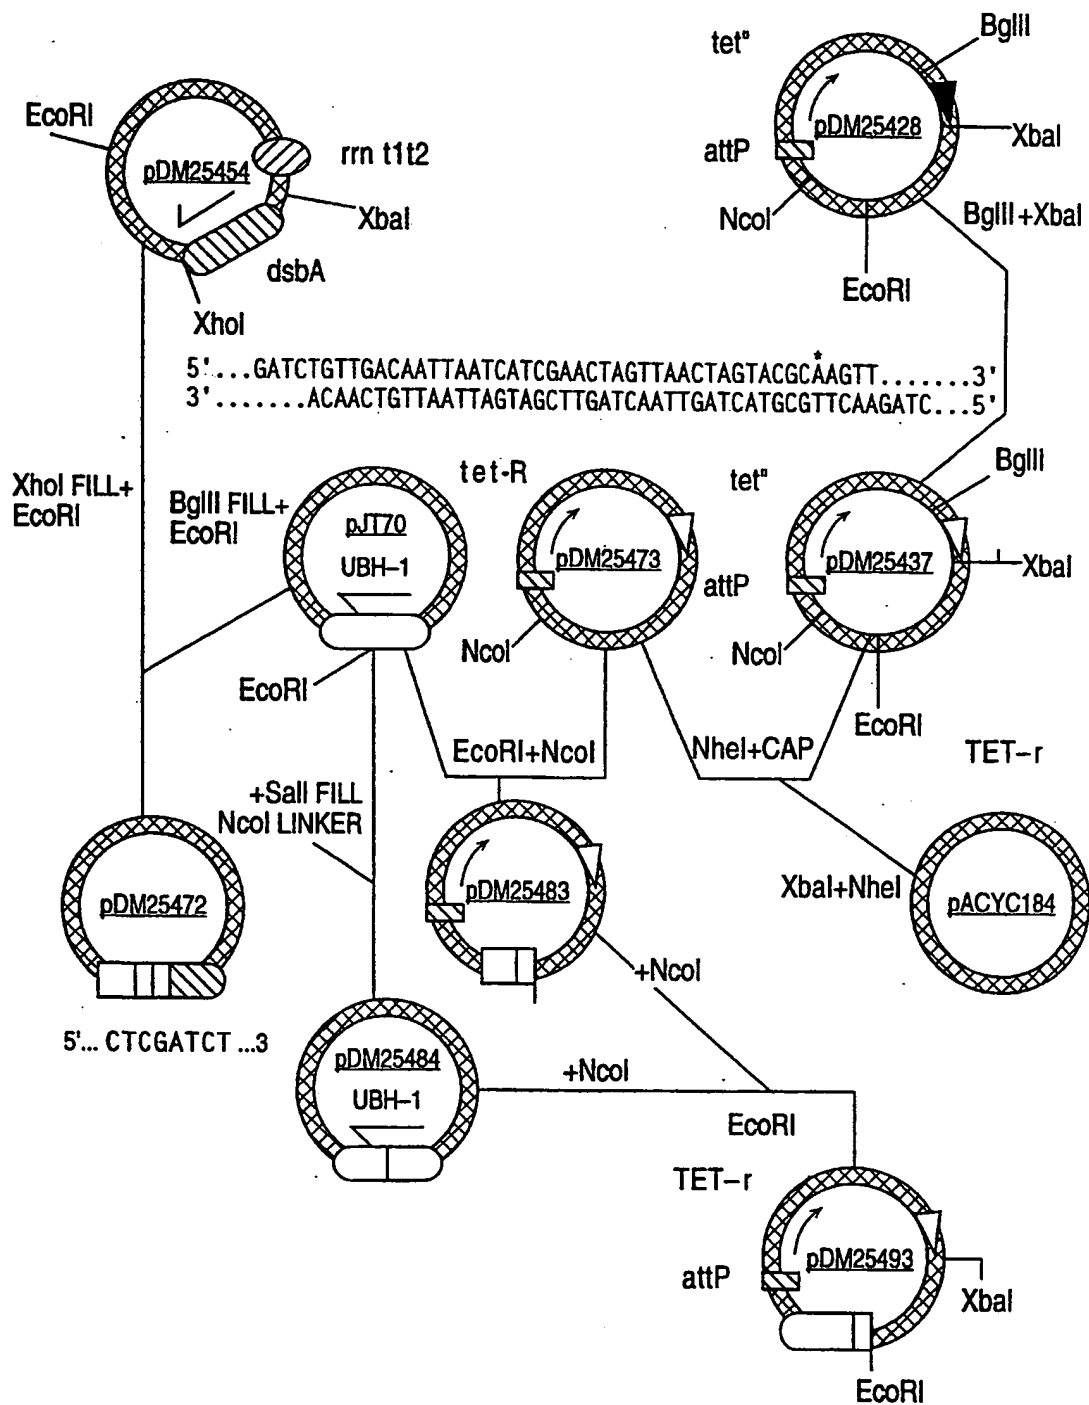 tet"
BglII
EcoRI
pDM25454
rrn t1t2
pDM25428
XbaI
attP
XbaI
NcoI
BglII+XbaI
dsbA
EcoRI
XhoI
*
5'...GATCTGTTGACAATTAATCATCGAACTAGTTAACTAGTACGCAAGTT.......3'
3'.......ACAACTGTTAATTAGTAGCTTGATCAATTGATCATGCGTTCAAGATC...5'
XhoI FILL+
EcoRI
BglII FILL+
EcoRI
tet-R
tet"
BglII
pJT70
UBH-1
pDM25473
attP
pDM25437
XbaI
NcoI
NcoI
EcoRI
EcoRI
EcoRI+NcoI
NheI+CAP
TET-r
+SalI FILL
NcoI LINKER
pDM25472
pDM25483
XbaI+NheI
pACYC184
+NcoI
5'... CTCGATCT ...3
pDM25484
UBH-1
+NcoI
EcoRI
TET-r
attP
pDM25493
XbaI
EcoRI